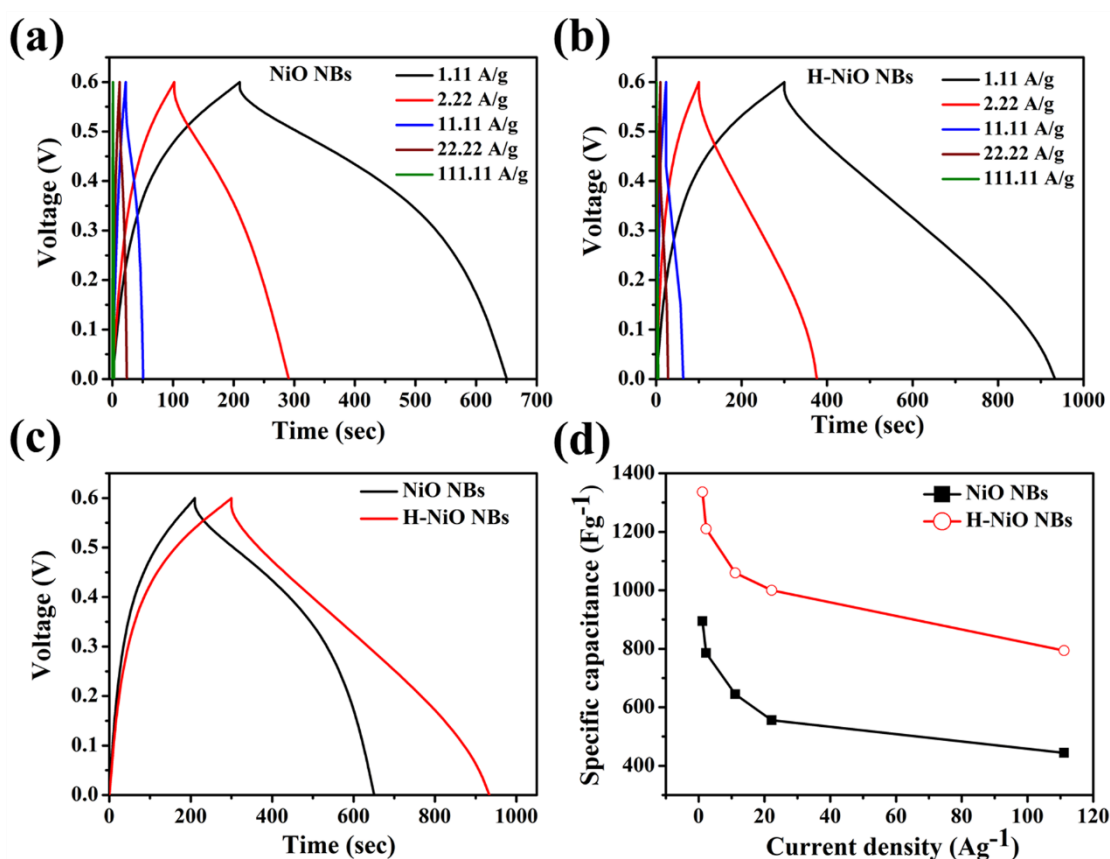 (a)
NiO NBs
1.11 A/g
2.22 A/g
11.11 A/g
22.22 A/g
111.11 A/g
Voltage (V)
0.6
0.5
0.4
0.3
0.2
0.1
0.0
0 100 200 300 400 500 600 700
Time (sec)
(b)
H-NiO NBs
1.11 A/g
2.22 A/g
11.11 A/g
22.22 A/g
111.11 A/g
Voltage (V)
0.6
0.5
0.4
0.3
0.2
0.1
0.0
0 200 400 600 800 1000
Time (sec)
(c)
NiO NBs
H-NiO NBs
Voltage (V)
0.6
0.5
0.4
0.3
0.2
0.1
0.0
0 200 400 600 800 1000
Time (sec)
(d)
NiO NBs
H-NiO NBs
Specific capacitance (Fg⁻¹)
1400
1200
1000
800
600
400
0 20 40 60 80 100 120
Current density (Ag⁻¹)